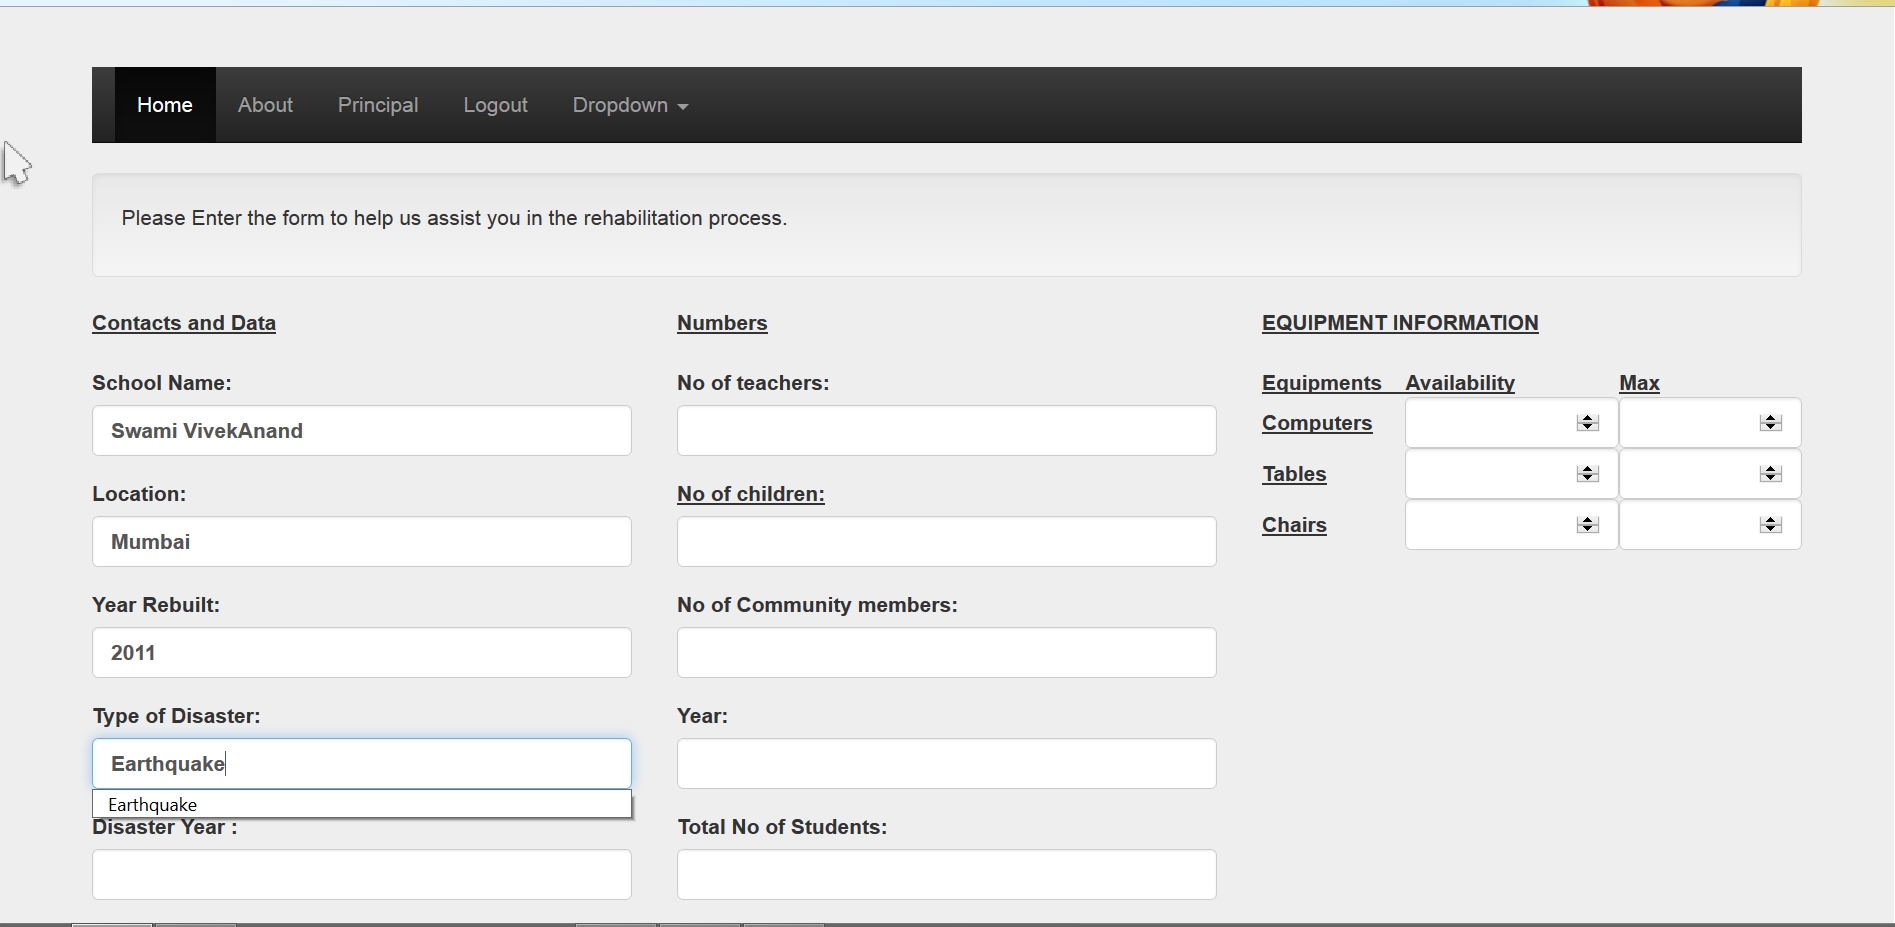 Home About Principal Logout Dropdown
Please Enter the form to help us assist you in the rehabilitation process.
Contacts and Data
School Name:
Swami VivekAnand
Location:
Mumbai
Year Rebuilt:
2011
Type of Disaster:
Earthquake
Earthquake
Disaster Year :
Numbers
No of teachers:
No of children:
No of Community members:
Year:
Total No of Students:
EQUIPMENT INFORMATION
Equipments Availability Max
Computers
Tables
Chairs